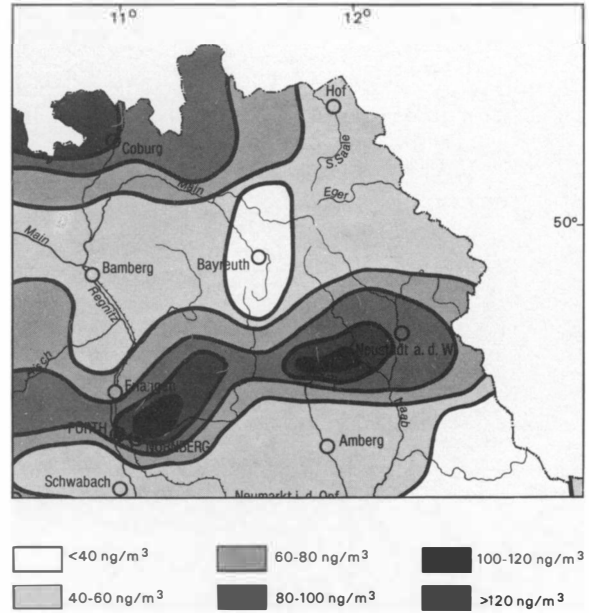 11°
12°
Hof
Coburg
S.Saale
Main
Eger
50°
Main
Bayreuth
Bamberg
Regnitz
Neustadt a. d. W.
Erlangen
FÜRTH
NÜRNBERG
Naab
Amberg
Schwabach
Neumarkt i. d. Opf
<40 ng/m³
60-80 ng/m³
100-120 ng/m³
40-60 ng/m³
80-100 ng/m³
>120 ng/m³